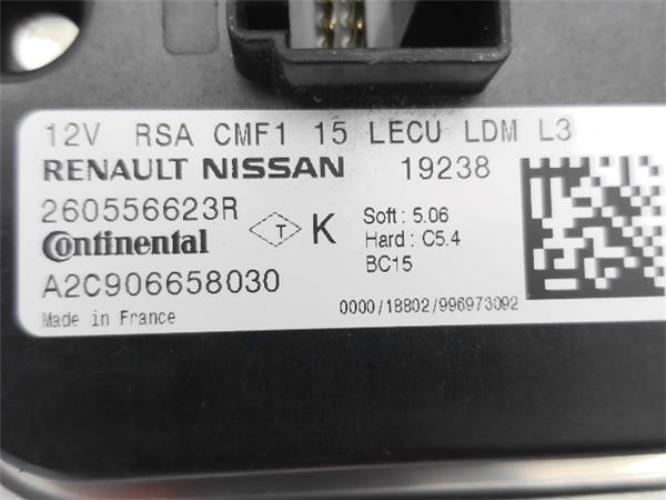 12V RSA CMF1 15 LECU LDM L3
RENAULT NISSAN 19238
260556623R
Continental
T K
Soft : 5.06
Hard : C5.4
BC15
A2C906658030
Made in France
0000/18802/996973092